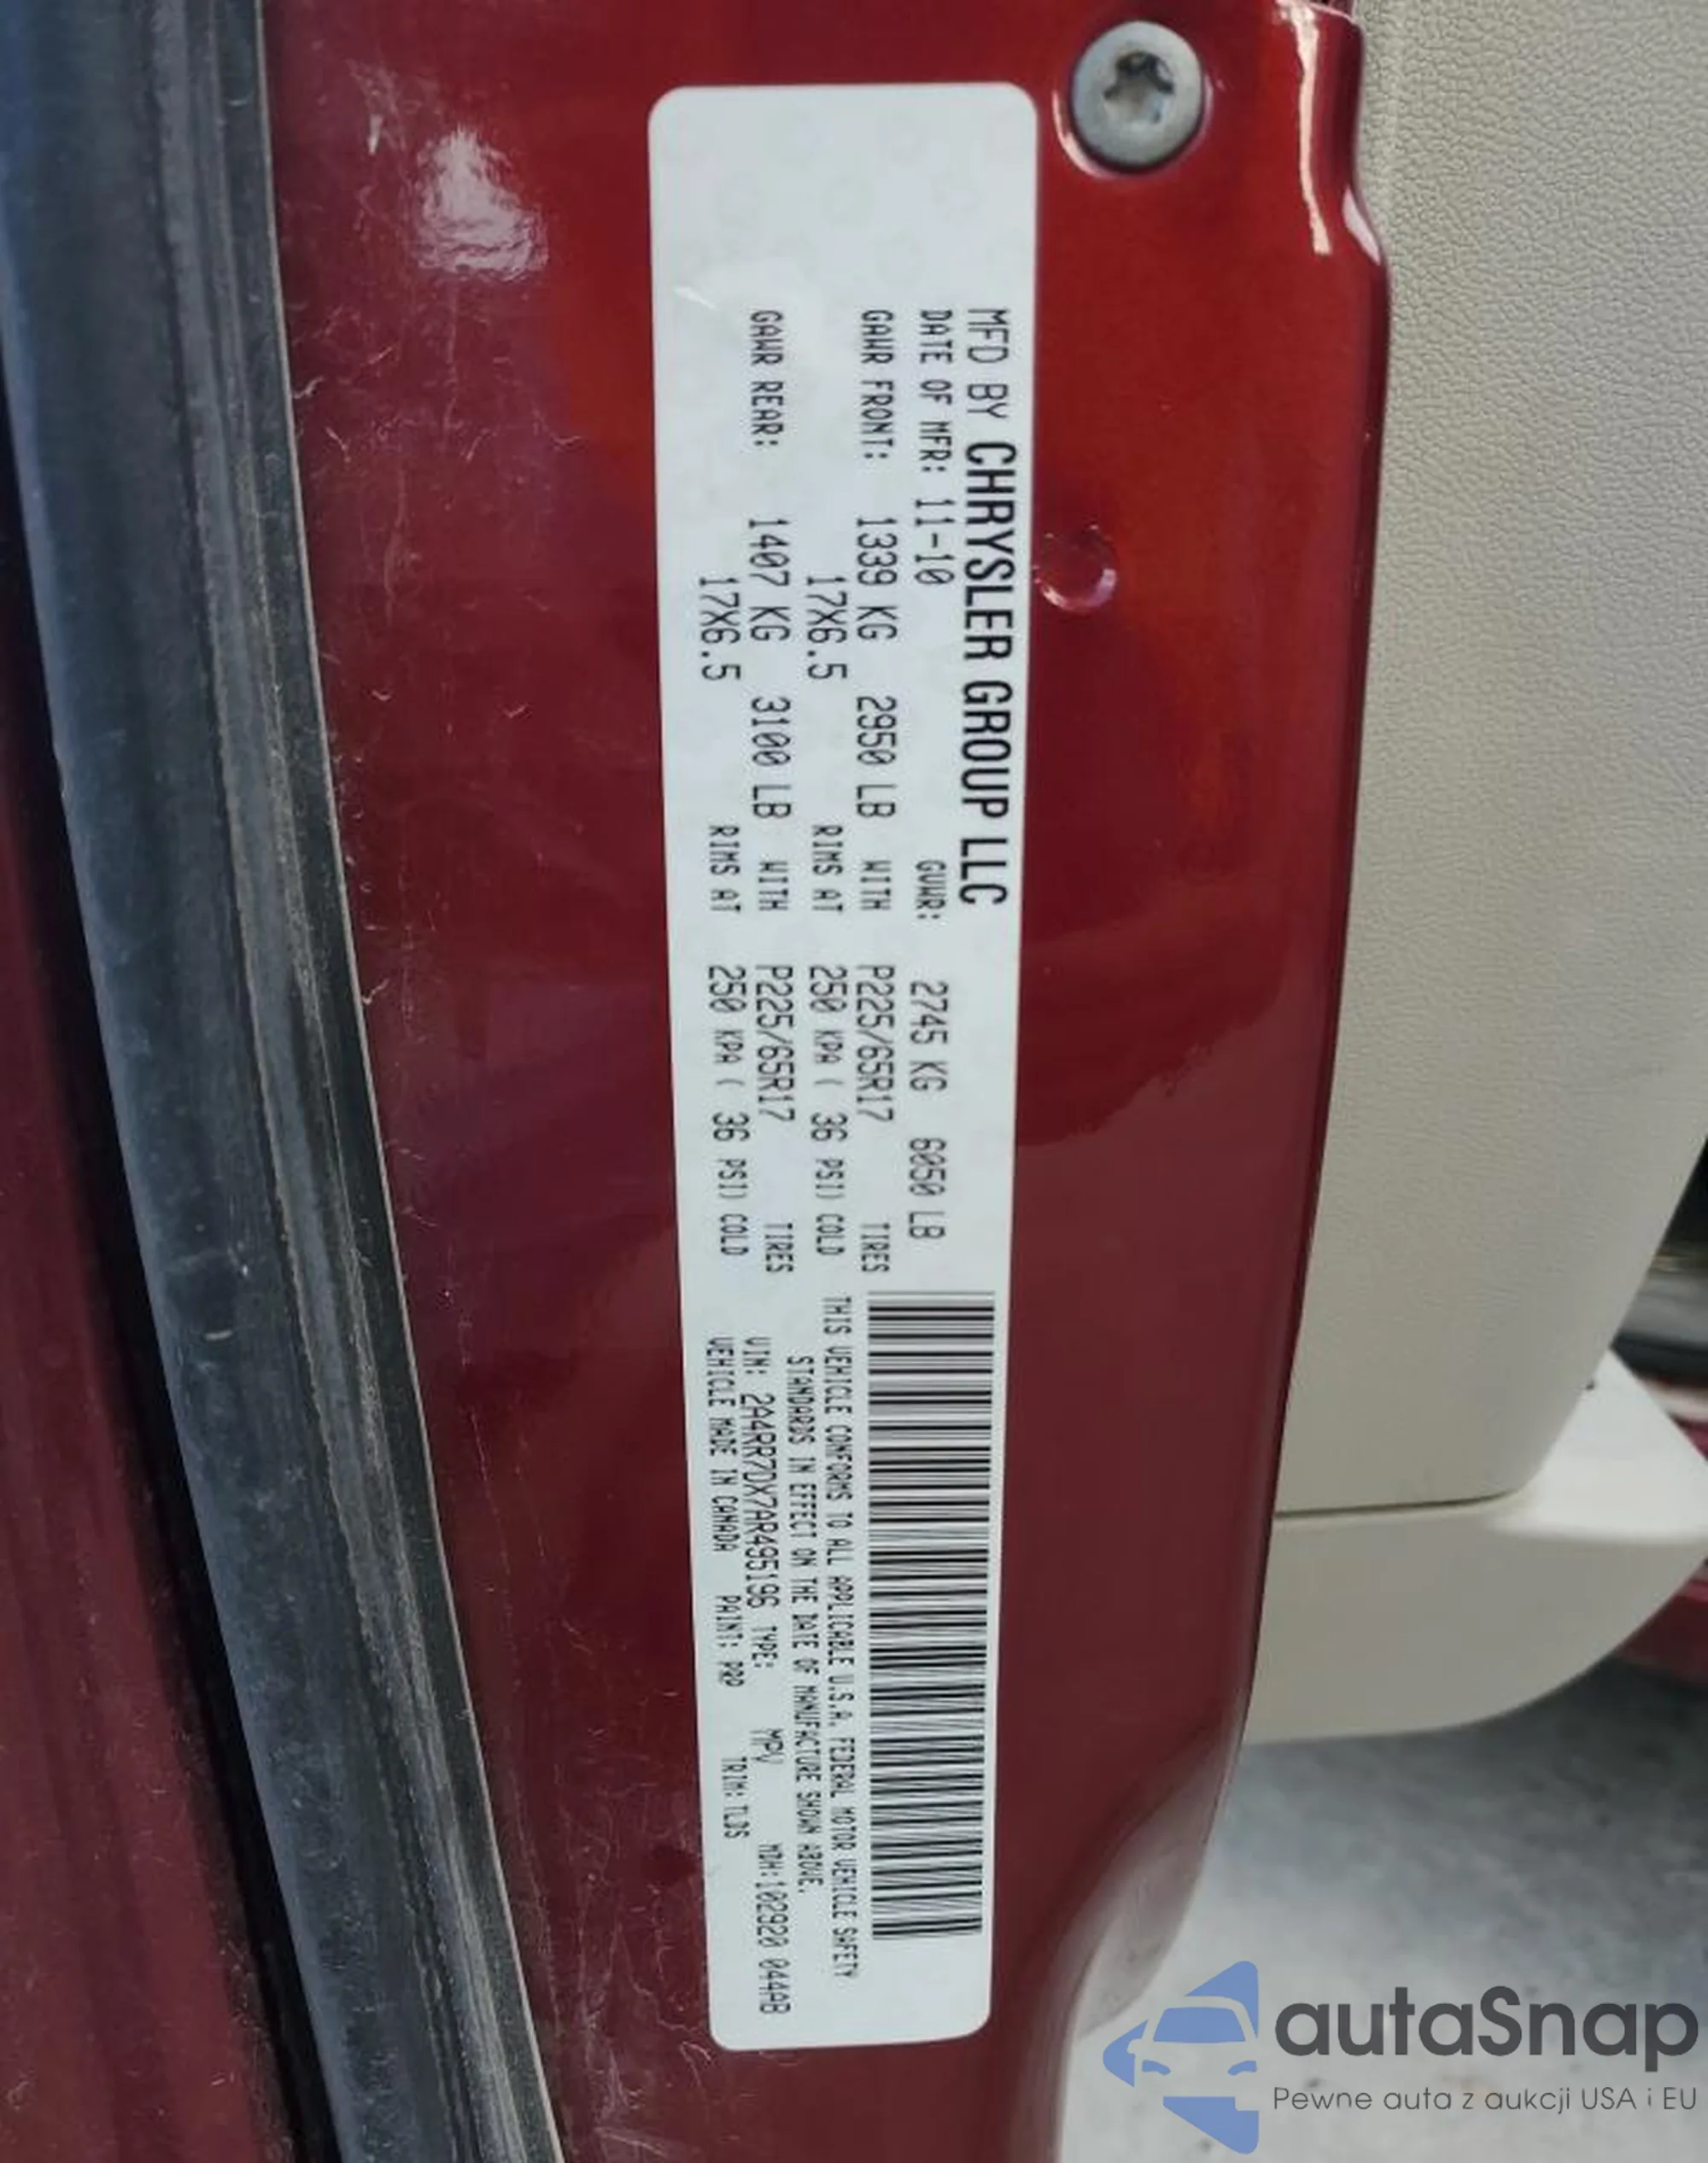 MFD BY CHRYSLER GROUP LLC
DATE OF MFR: 11-10 GVWR: 2745 KG 6050 LB
GAWR FRONT: 1339 KG 2950 LB WITH P225/65R17 TIRES
17X6.5 RIMS AT 250 KPA ( 36 PSI) COLD
GAWR REAR: 1407 KG 3100 LB WITH P225/65R17 TIRES
17X6.5 RIMS AT 250 KPA ( 36 PSI) COLD
THIS VEHICLE CONFORMS TO ALL APPLICABLE U.S.A. FEDERAL MOTOR VEHICLE SAFETY
STANDARDS IN EFFECT ON THE DATE OF MANUFACTURE SHOWN ABOVE.
VIN: 2A4RR7DX7AR495196 TYPE: MPV MDH:102920 044AB
VEHICLE MADE IN CANADA PAINT: PRP TRIM: TLDS
autaSnap
Pewne auta z aukcji USA i EU